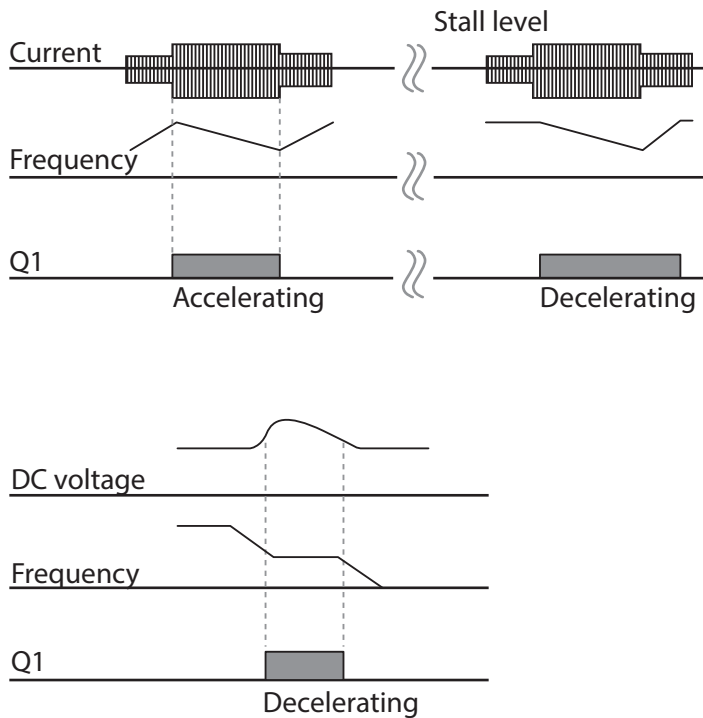 Stall level
Current
Frequency
Q1
Accelerating
Decelerating
DC voltage
Frequency
Q1
Decelerating